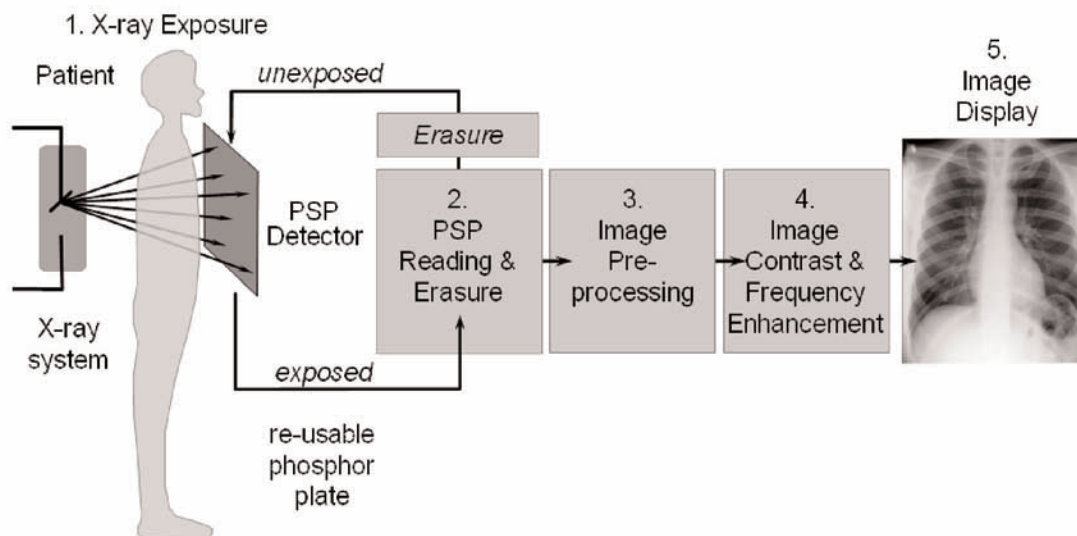 1. X-ray Exposure
Patient
unexposed
Erasure
PSP
Detector
X-ray
system
exposed
re-usable
phosphor
plate
2.
PSP
Reading &
Erasure
3.
Image
Pre-
processing
4.
Image
Contrast &
Frequency
Enhancement
5.
Image
Display